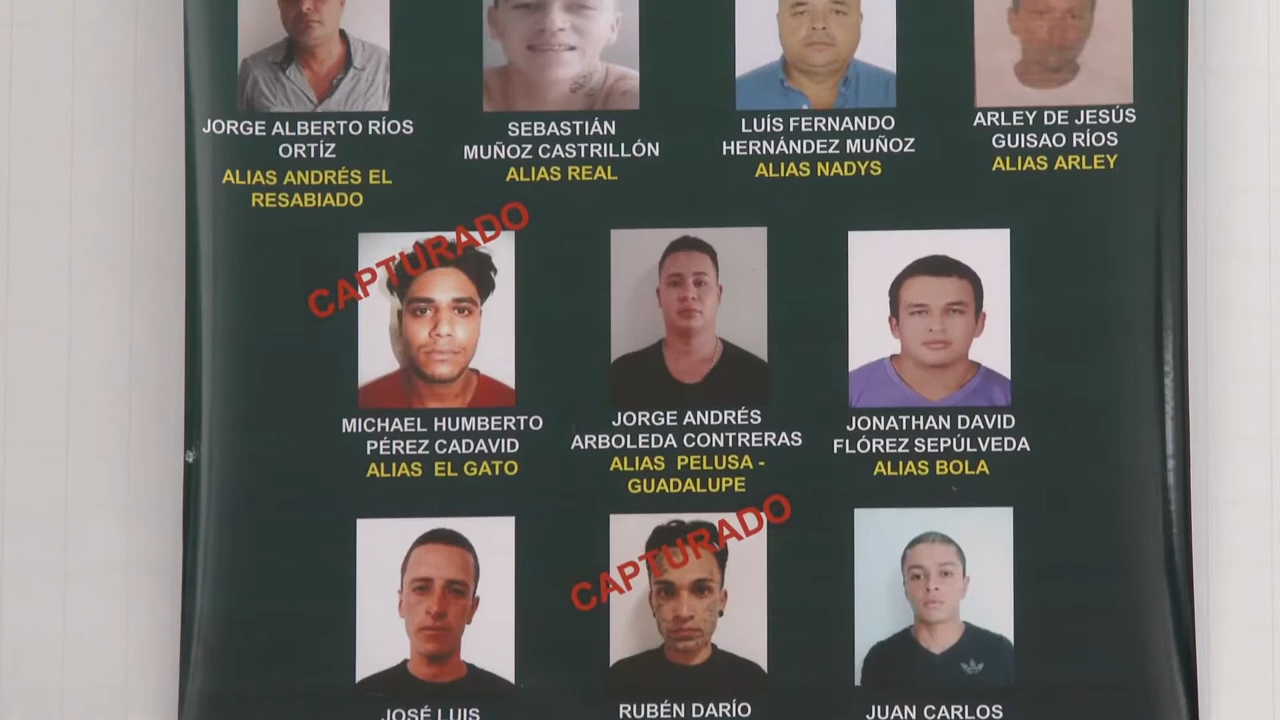 JORGE ALBERTO RÍOS
ORTÍZ
ALIAS ANDRÉS EL
RESABIADO
SEBASTIÁN
MUÑOZ CASTRILLÓN
ALIAS REAL
LUÍS FERNANDO
HERNÁNDEZ MUÑOZ
ALIAS NADYS
ARLEY DE JESÚS
GUISAO RÍOS
ALIAS ARLEY
CAPTURADO
MICHAEL HUMBERTO
PÉREZ CADAVID
ALIAS EL GATO
JORGE ANDRÉS
ARBOLEDA CONTRERAS
ALIAS PELUSA -
GUADALUPE
JONATHAN DAVID
FLÓREZ SEPÚLVEDA
ALIAS BOLA
JOSÉ LUIS
CAPTURADO
RUBÉN DARÍO
JUAN CARLOS